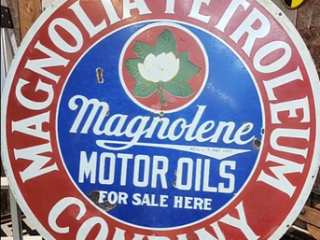 MAGNOLIA PETROLEUM
Magnolene
MOTOR OILS
FOR SALE HERE
COMPANY